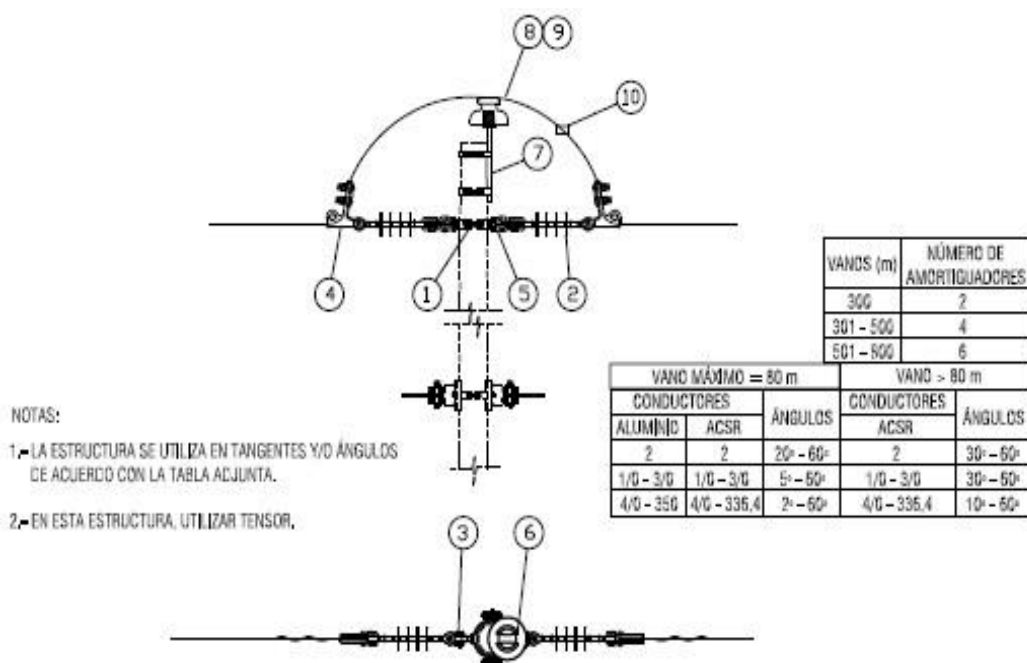 8 9
10
7
4 1 5 2
VANOS (m) NÚMERO DE AMORTIGUADORES
300 2
301 - 500 4
501 - 800 6
VANO MÁXIMO = 80 m VANO > 80 m
CONDUCTORES ÁNGULOS CONDUCTORES ÁNGULOS
ALUMINIO ACSR ACSR
2 2 20° - 60° 2 30° - 60°
1/0 - 3/0 1/0 - 3/0 5° - 60° 1/0 - 3/0 30° - 60°
4/0 - 350 4/0 - 336,4 2° - 60° 4/0 - 336,4 10° - 60°
NOTAS:
1.- LA ESTRUCTURA SE UTILIZA EN TANGENTES Y/O ÁNGULOS
DE ACUERDO CON LA TABLA ADJUNTA.
2.- EN ESTA ESTRUCTURA, UTILIZAR TENSOR.
3 6